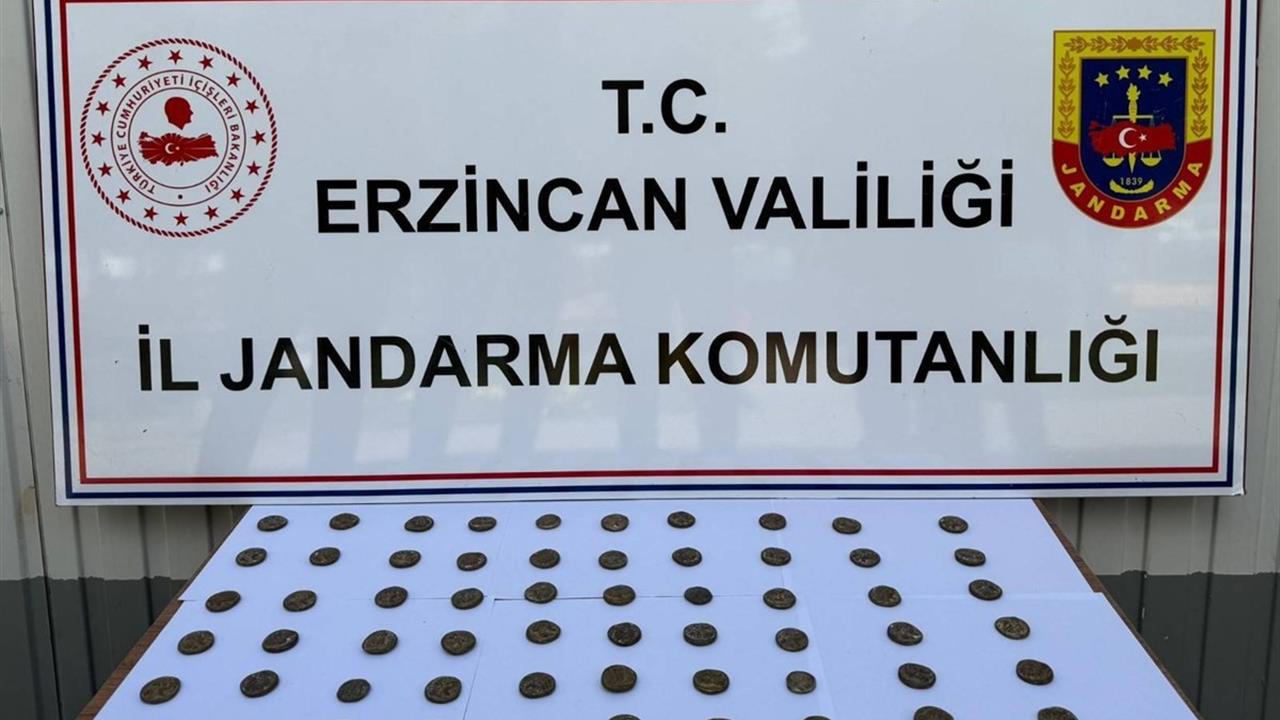 TÜRKİYE CUMHURİYETİ İÇİŞLERİ BAKANLIĞI
T.C.
ERZİNCAN VALİLİĞİ
İL JANDARMA KOMUTANLIĞI
1839
JANDARMA